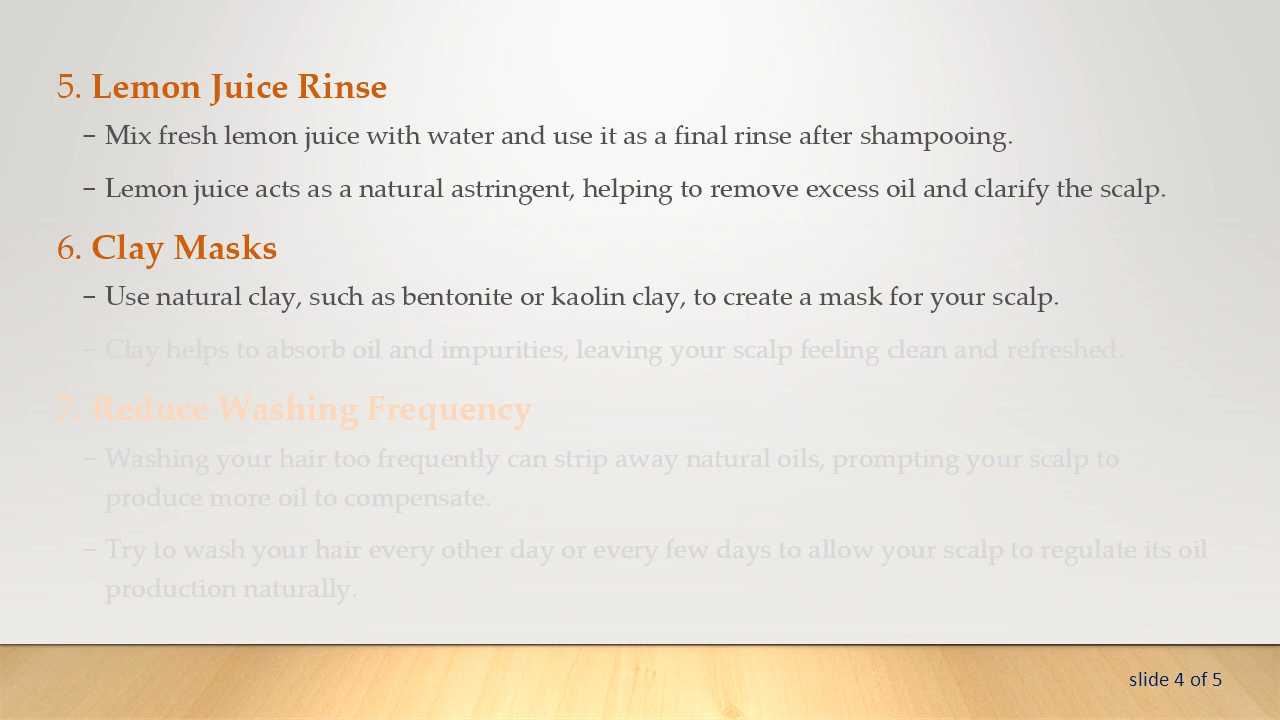 5. Lemon Juice Rinse
– Mix fresh lemon juice with water and use it as a final rinse after shampooing.
– Lemon juice acts as a natural astringent, helping to remove excess oil and clarify the scalp.
6. Clay Masks
– Use natural clay, such as bentonite or kaolin clay, to create a mask for your scalp.
– Clay helps to absorb oil and impurities, leaving your scalp feeling clean and refreshed.
7. Reduce Washing Frequency
– Washing your hair too frequently can strip away natural oils, prompting your scalp to
produce more oil to compensate.
– Try to wash your hair every other day or every few days to allow your scalp to regulate its oil
production naturally.
slide 4 of 5